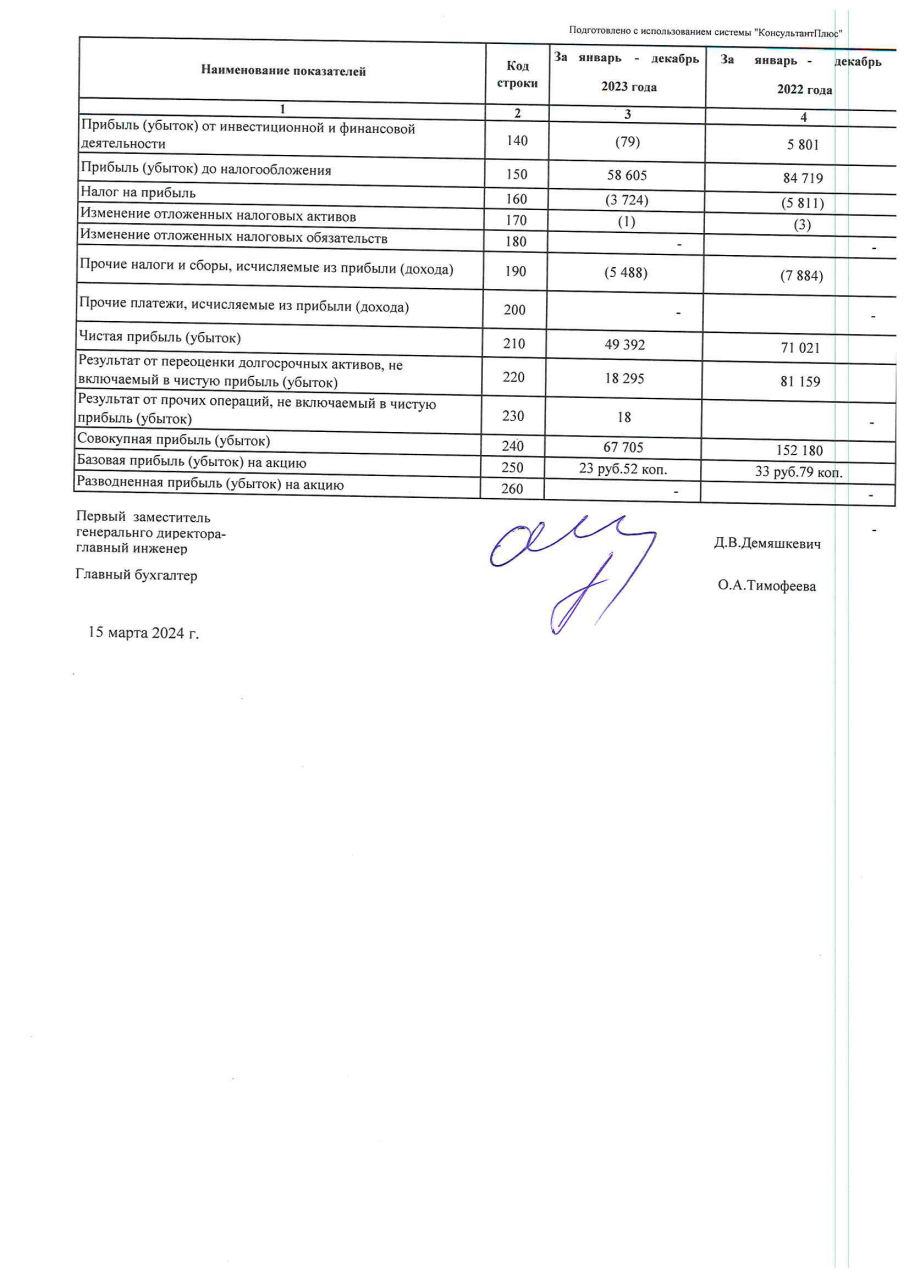 Подготовлено с использованием системы "КонсультантПлюс"
Наименование показателей Код строки За январь - декабрь 2023 года За январь - декабрь 2022 года
1 2 3 4
Прибыль (убыток) от инвестиционной и финансовой
деятельности 140 (79) 5 801
Прибыль (убыток) до налогообложения 150 58 605 84 719
Налог на прибыль 160 (3 724) (5 811)
Изменение отложенных налоговых активов 170 (1) (3)
Изменение отложенных налоговых обязательств 180 - -
Прочие налоги и сборы, исчисляемые из прибыли (дохода) 190 (5 488) (7 884)
Прочие платежи, исчисляемые из прибыли (дохода) 200 - -
Чистая прибыль (убыток) 210 49 392 71 021
Результат от переоценки долгосрочных активов, не
включаемый в чистую прибыль (убыток) 220 18 295 81 159
Результат от прочих операций, не включаемый в чистую
прибыль (убыток) 230 18 -
Совокупная прибыль (убыток) 240 67 705 152 180
Базовая прибыль (убыток) на акцию 250 23 руб.52 коп. 33 руб.79 коп.
Разводненная прибыль (убыток) на акцию 260 - -
Первый заместитель
генеральнго директора-
главный инженер Д.В.Демяшкевич -
Главный бухгалтер О.А.Тимофеева
15 марта 2024 г.